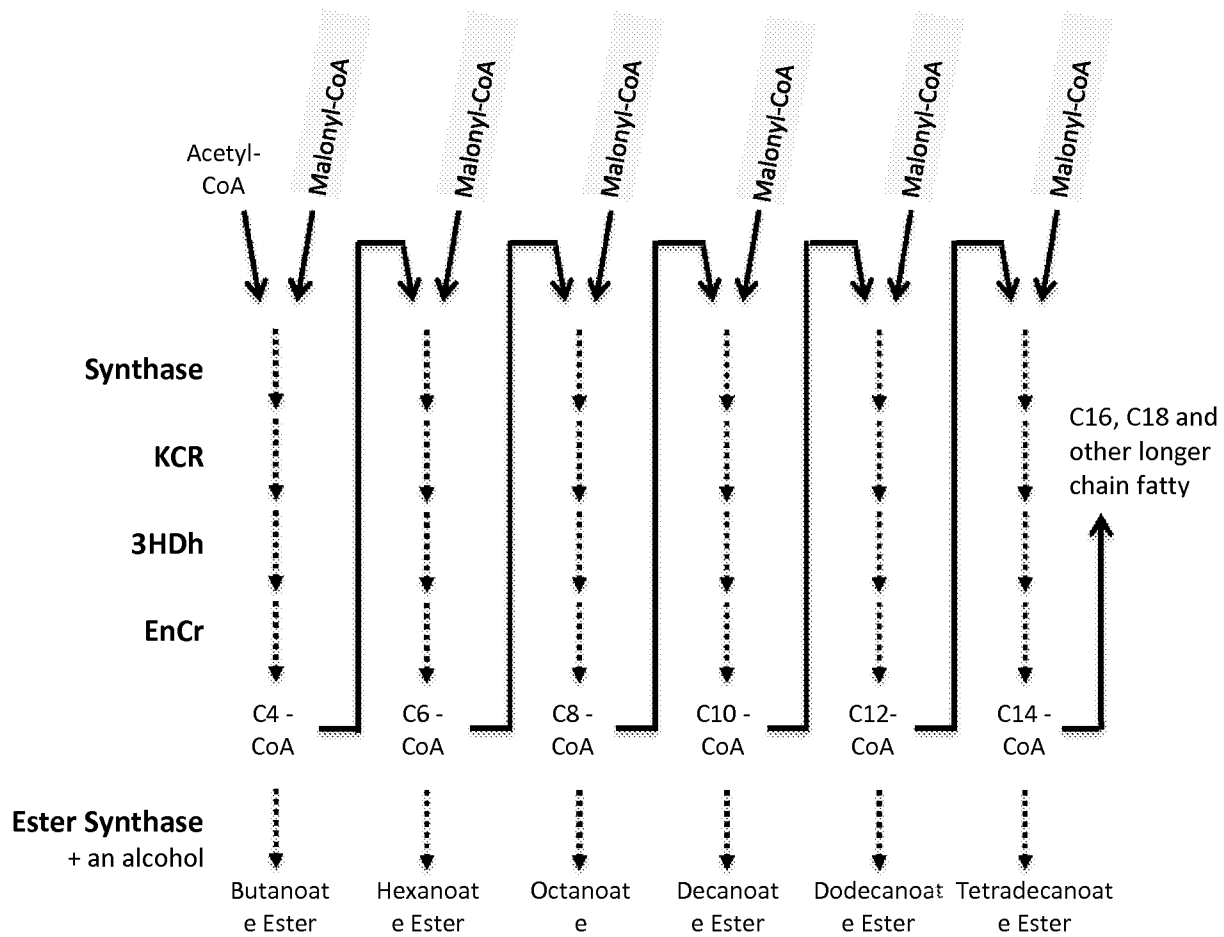 Malonyl-CoA
Malonyl-CoA
Malonyl-CoA
Malonyl-CoA
Malonyl-CoA
Malonyl-CoA
Acetyl-
CoA
Synthase
KCR
3HDh
EnCr
C16, C18 and
other longer
chain fatty
C4 -
CoA
C6 -
CoA
C8 -
CoA
C10 -
CoA
C12-
CoA
C14 -
CoA
Ester Synthase
+ an alcohol
Butanoat
e Ester
Hexanoat
e Ester
Octanoat
e
Decanoat
e Ester
Dodecanoat
e Ester
Tetradecanoat
e Ester